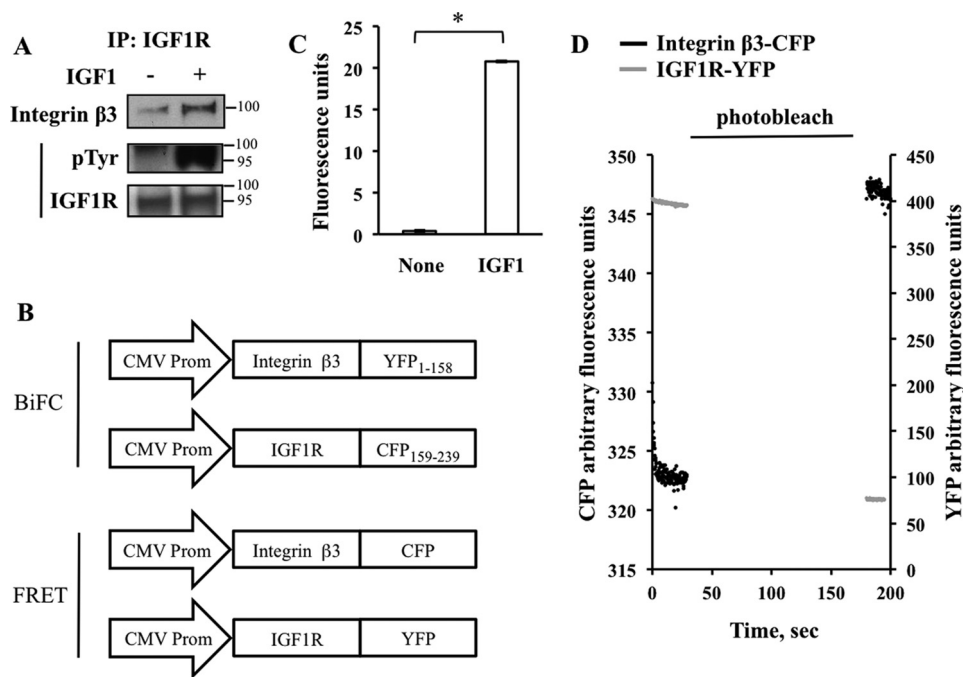 A
IP: IGF1R
IGF1 - +
Integrin β3 100
pTyr 100
95
IGF1R 100
95
B
BiFC
CMV Prom Integrin β3 YFP1-158
CMV Prom IGF1R CFP159-239
FRET
CMV Prom Integrin β3 CFP
CMV Prom IGF1R YFP
C
*
Fluorescence units
25
20
15
10
5
0
None IGF1
D
Integrin β3-CFP
IGF1R-YFP
photobleach
CFP arbitrary fluorescence units
350
345
340
335
330
325
320
315
YFP arbitrary fluorescence units
450
400
350
300
250
200
150
100
50
0
0 50 100 150 200
Time, sec